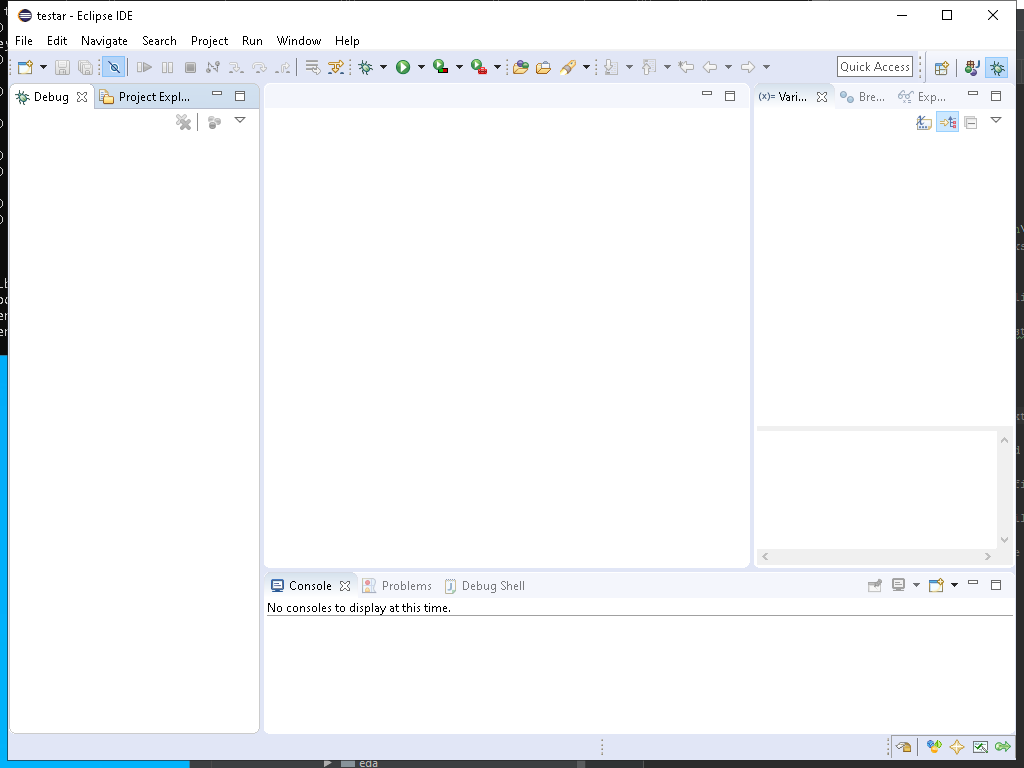 testar - Eclipse IDE
File Edit Navigate Search Project Run Window Help
Quick Access
Debug Project Expl... (x)= Vari... Bre... Exp...
Console Problems Debug Shell
No consoles to display at this time.
eda